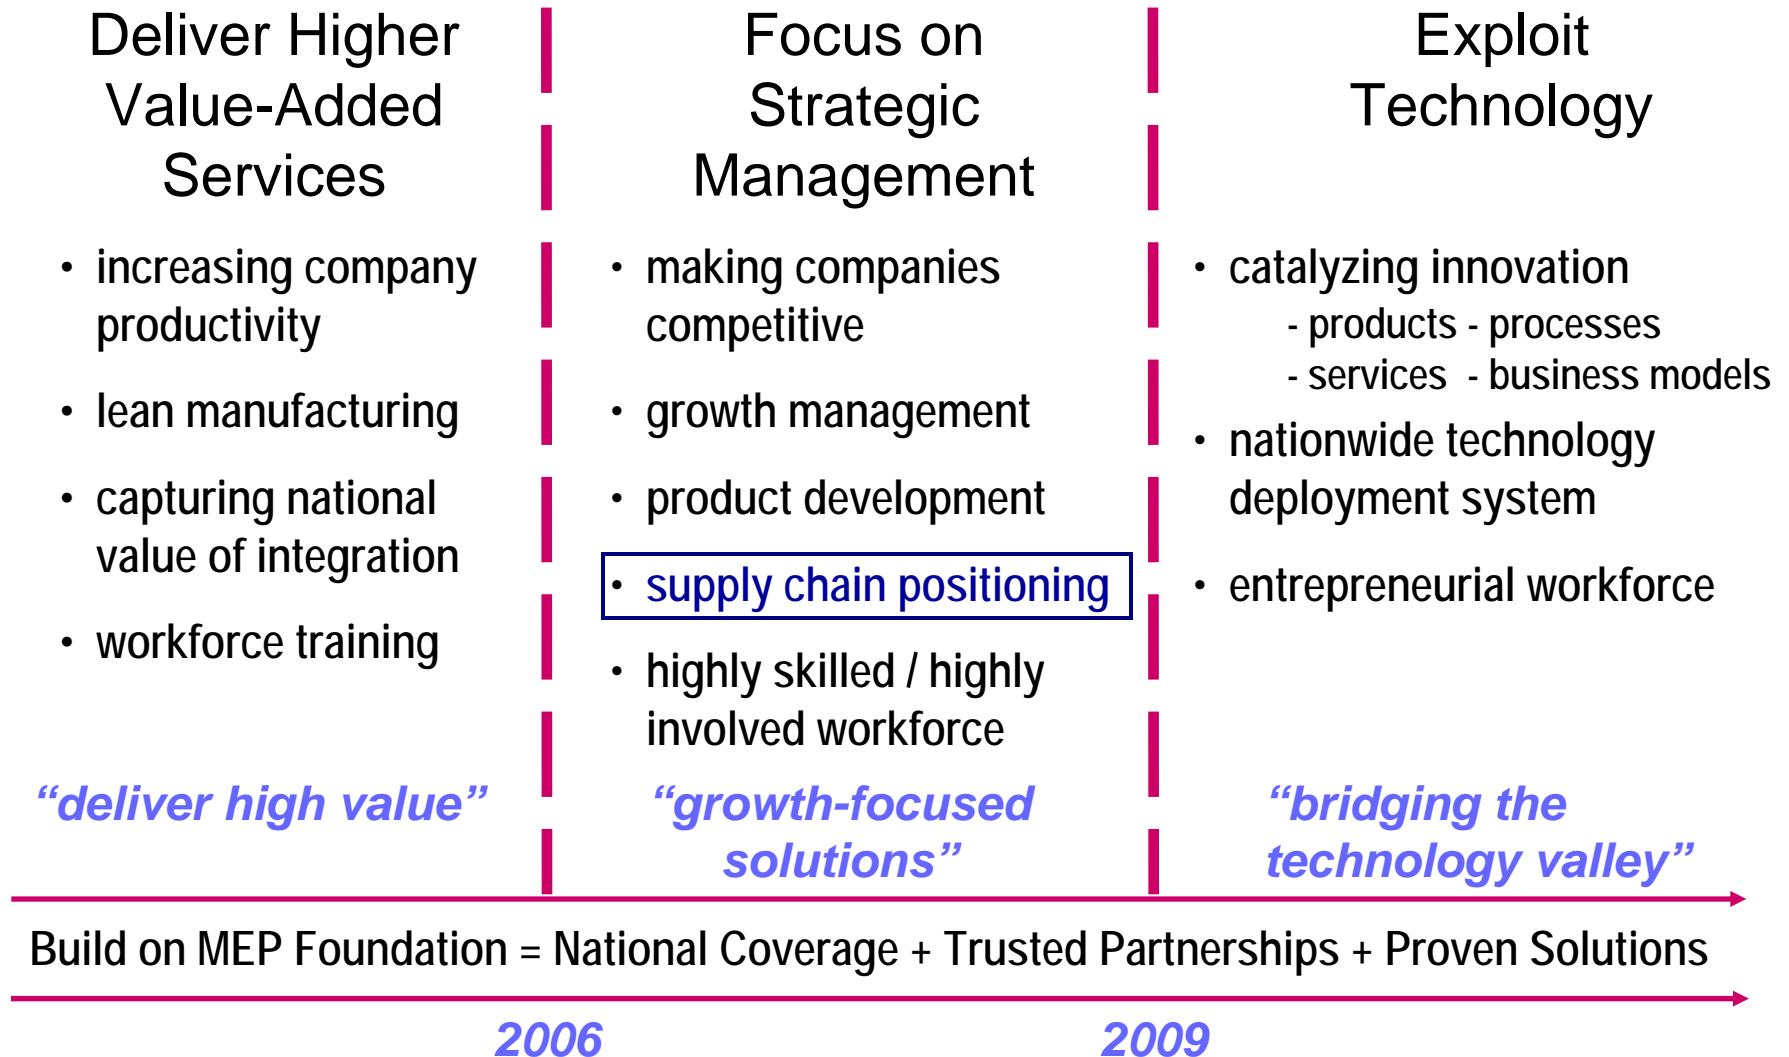 Deliver Higher
Value-Added
Services
• increasing company
productivity
• lean manufacturing
• capturing national
value of integration
• workforce training
“deliver high value”
Focus on
Strategic
Management
• making companies
competitive
• growth management
• product development
• supply chain positioning
• highly skilled / highly
involved workforce
“growth-focused
solutions”
Exploit
Technology
• catalyzing innovation
- products - processes
- services - business models
• nationwide technology
deployment system
• entrepreneurial workforce
“bridging the
technology valley”
Build on MEP Foundation = National Coverage + Trusted Partnerships + Proven Solutions
2006
2009